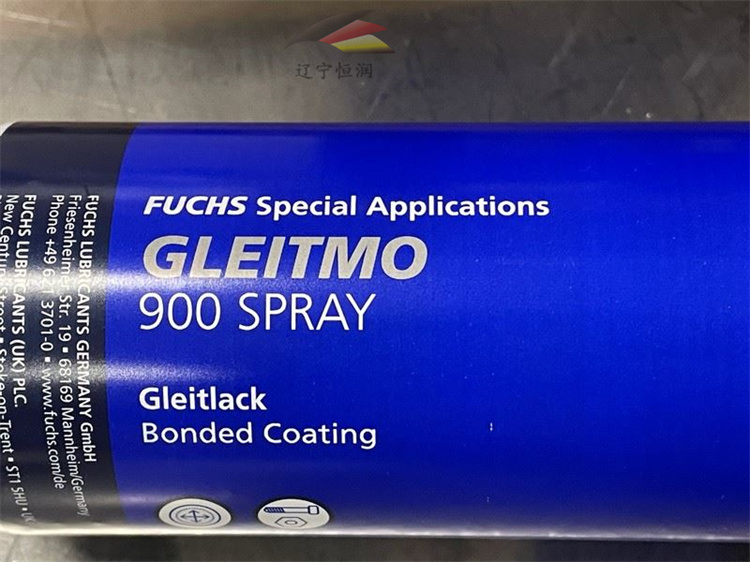 辽宁恒润
FUCHS Special Applications
GLEITMO
900 SPRAY
Gleitlack
Bonded Coating
FUCHS LUBRICANTS GERMANY GmbH
Friesenheimer Str. 19 ▪ 68169 Mannheim/Germany
Phone +49 621 3701-0 ▪ www.fuchs.com/de
FUCHS LUBRICANTS (UK) PLC.
New Century Street ▪ Stoke-on-Trent ▪ ST1 5HU ▪